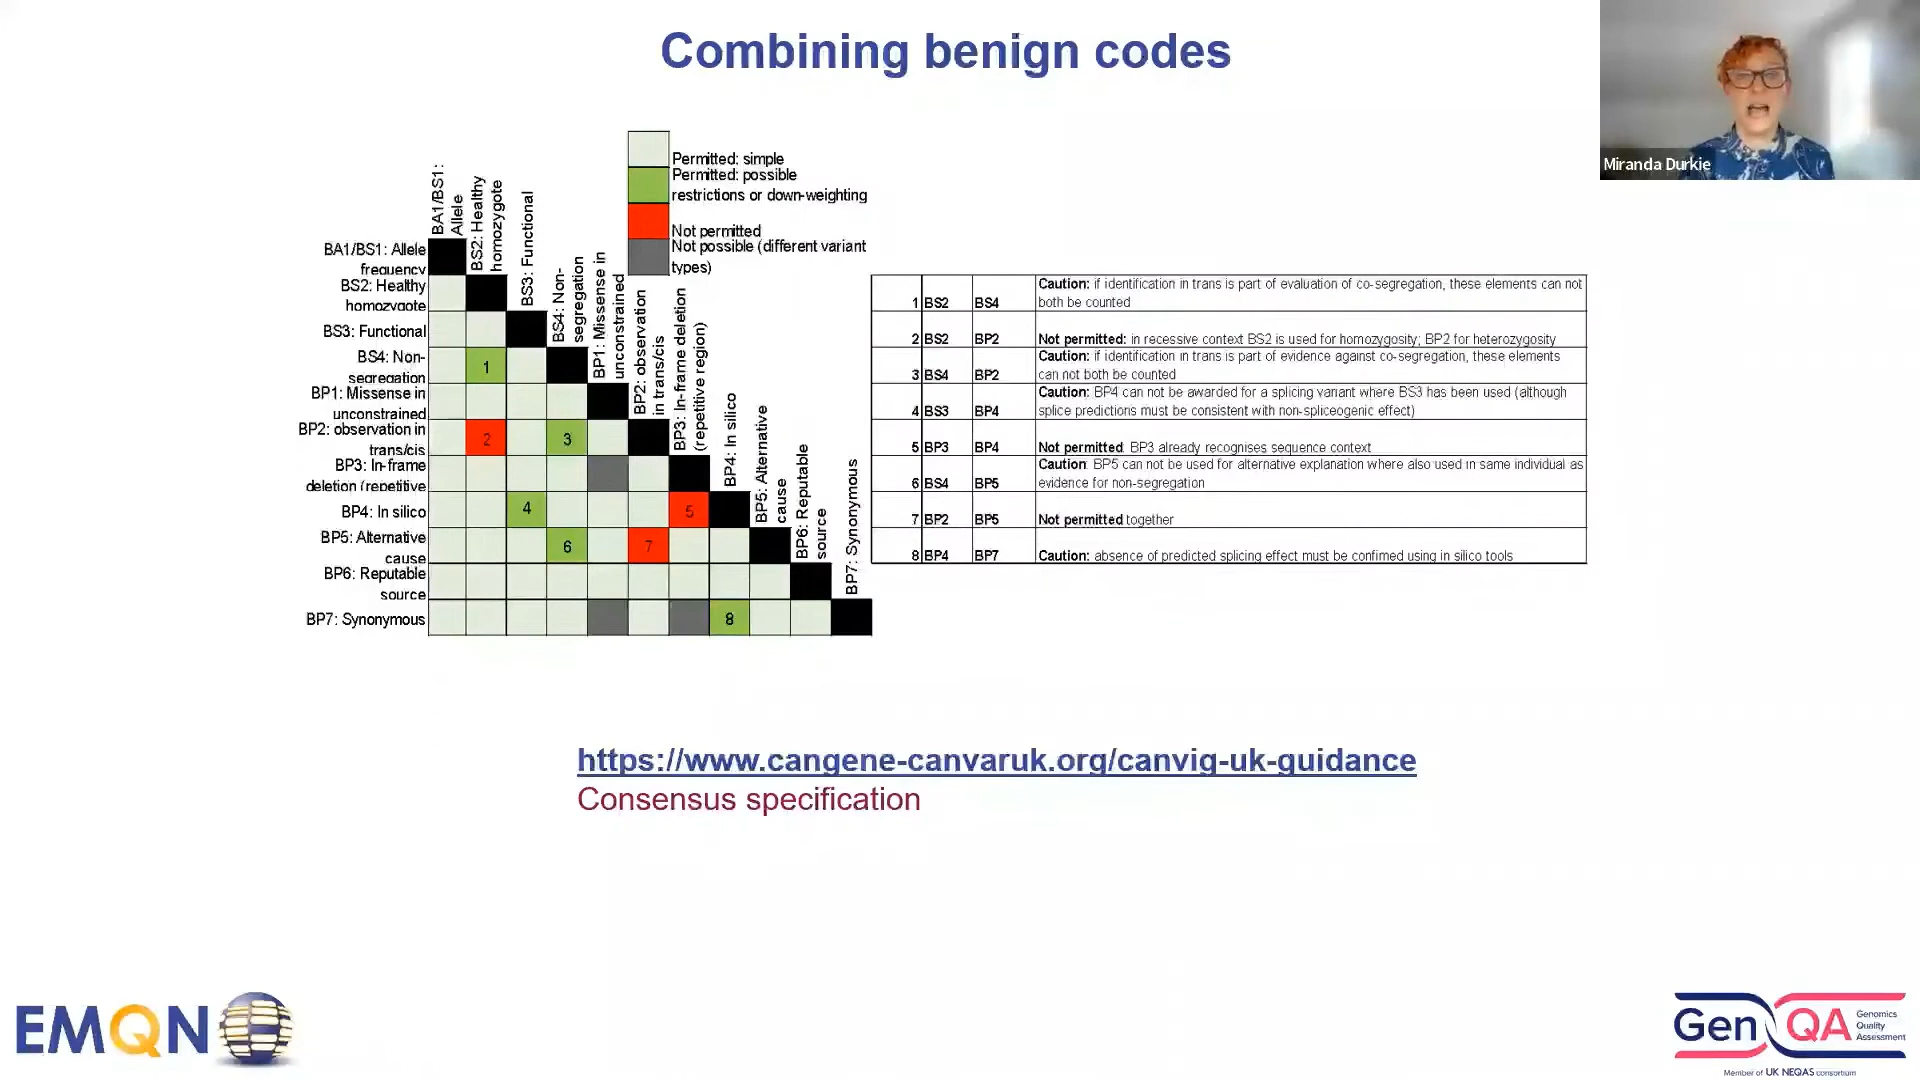 Combining benign codes
Miranda Durkie
Permitted: simple
Permitted: possible
restrictions or down-weighting
Not permitted
Not possible (different variant
types)
BA1/BS1:
Allele
BS2: Healthy
homozygote
BS3: Functional
BS4: Non-
segregation
BP1: Missense in
unconstrained
BP2: observation
in trans/cis
BP3: In-frame deletion
(repetitive region)
BP4: In silico
BP5: Alternative
cause
BP6: Reputable
source
BP7: Synonymous
BA1/BS1: Allele
frequency
BS2: Healthy
homozygote
BS3: Functional
BS4: Non-
segregation
1
BP1: Missense in
unconstrained
BP2: observation in
trans/cis
2
3
BP3: In-frame
deletion (repetitive
BP4: In silico
4
5
BP5: Alternative
cause
6
7
BP6: Reputable
source
BP7: Synonymous
8
1 BS2 BS4 Caution: if identification in trans is part of evaluation of co-segregation, these elements can not
both be counted
2 BS2 BP2 Not permitted: in recessive context BS2 is used for homozygosity; BP2 for heterozygosity
3 BS4 BP2 Caution: if identification in trans is part of evidence against co-segregation, these elements
can not both be counted
4 BS3 BP4 Caution: BP4 can not be awarded for a splicing variant where BS3 has been used (although
splice predictions must be consistent with non-spliceogenic effect)
5 BP3 BP4 Not permitted: BP3 already recognises sequence context
6 BS4 BP5 Caution: BP5 can not be used for alternative explanation where also used in same individual as
evidence for non-segregation
7 BP2 BP5 Not permitted together
8 BP4 BP7 Caution: absence of predicted splicing effect must be confimed using in silico tools
https://www.cangene-canvaruk.org/canvig-uk-guidance
Consensus specification
EMQN
Gen QA
Genomics
Quality
Assessment
Member of UK NEQAS consortium